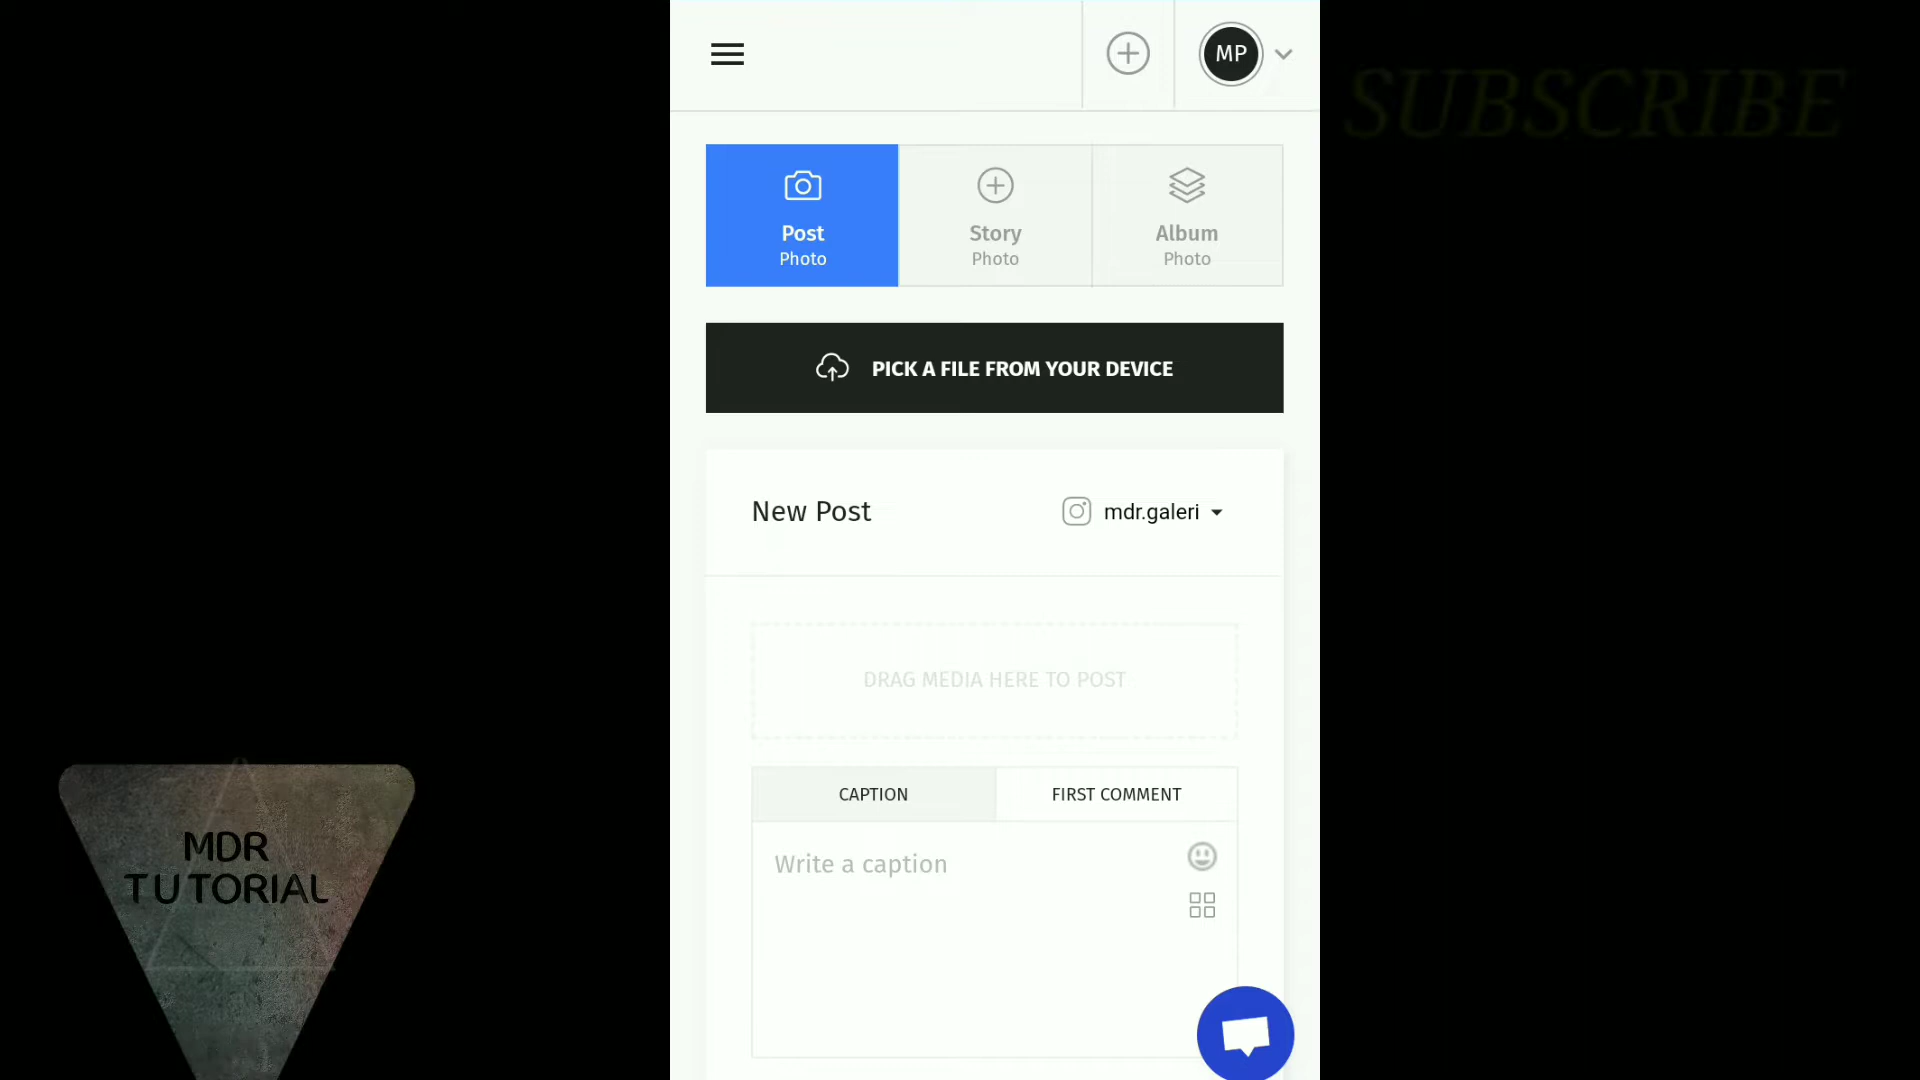 MP
SUBSCRIBE
Post
Photo
Story
Photo
Album
Photo
PICK A FILE FROM YOUR DEVICE
New Post
mdr.galeri
DRAG MEDIA HERE TO POST
CAPTION
FIRST COMMENT
Write a caption
MDR
TUTORIAL